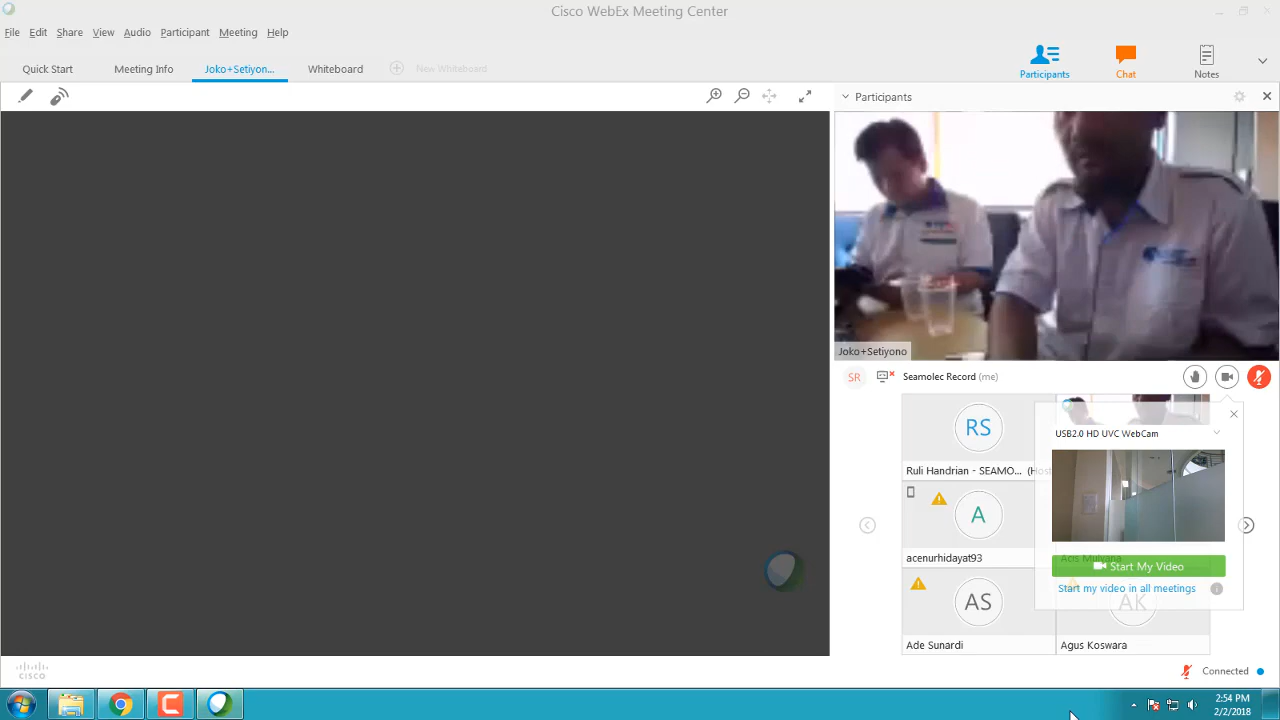 Cisco WebEx Meeting Center
File Edit Share View Audio Participant Meeting Help
Quick Start Meeting Info Joko+Setiyon... Whiteboard New Whiteboard
Participants Chat Notes
Participants
Joko+Setiyono
SR Seamolec Record (me)
USB2.0 HD UVC WebCam
RS
Ruli Handrian - SEAMO... (Host
A
acenurhidayat93
Acis Mulyana
Start My Video
Start my video in all meetings
AS AK
Ade Sunardi Agus Koswara
cisco
Connected
2:54 PM
2/2/2018